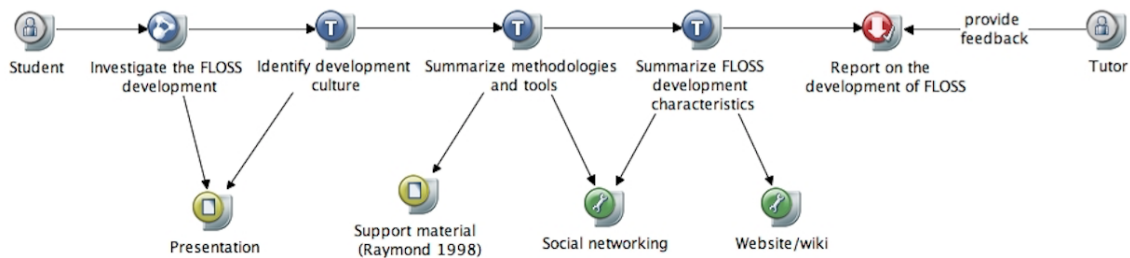 provide
feedback
Student
Investigate the FLOSS
development
Identify development
culture
Summarize methodologies
and tools
Summarize FLOSS
development
characteristics
Report on the
development of FLOSS
Tutor
T
T
T
Presentation
Support material
(Raymond 1998)
Social networking
Website/wiki